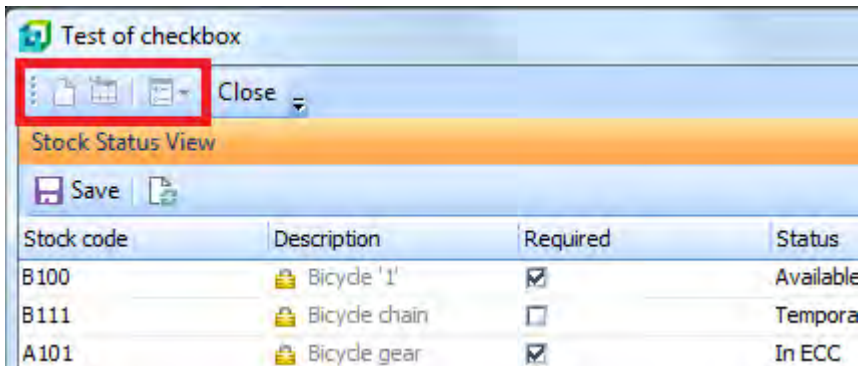 Test of checkbox
Close
Stock Status View
Save
Stock code Description Required Status
B100 Bicycle '1' Available
B111 Bicycle chain Tempora
A101 Bicycle gear In ECC